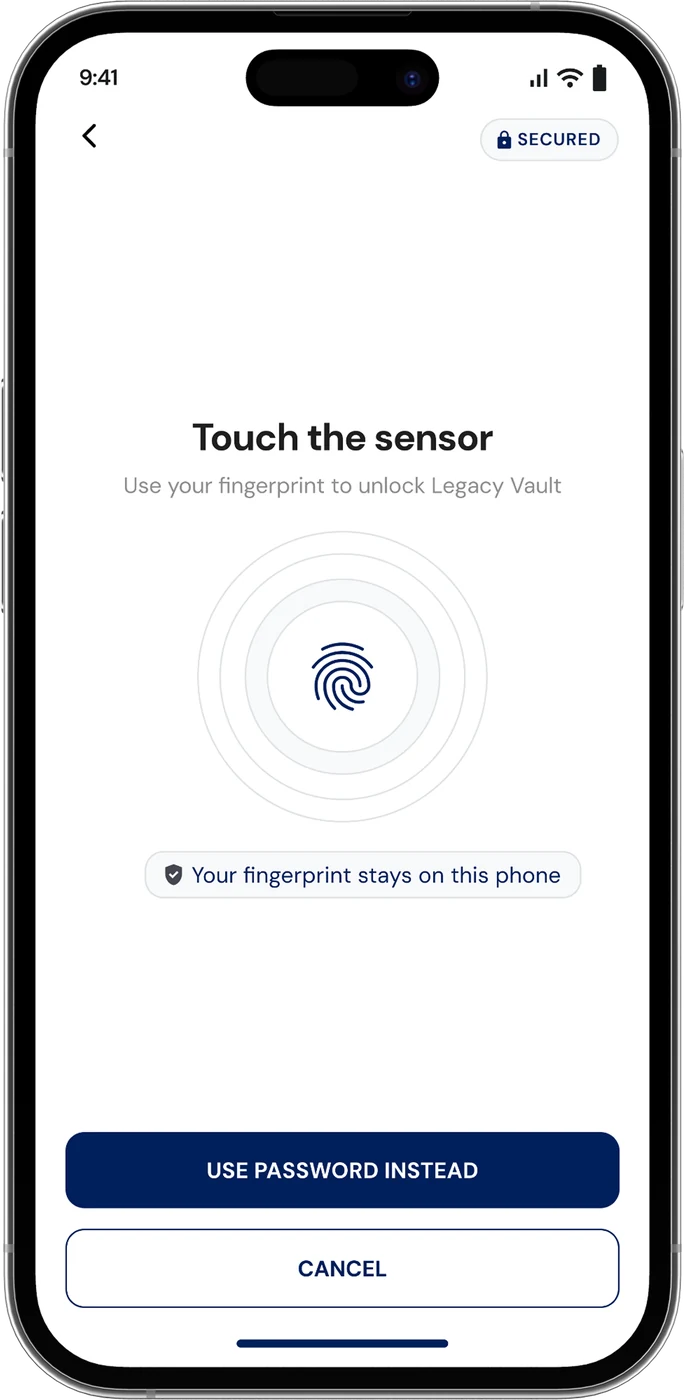 9:41
SECURED
Touch the sensor
Use your fingerprint to unlock Legacy Vault
Your fingerprint stays on this phone
USE PASSWORD INSTEAD
CANCEL